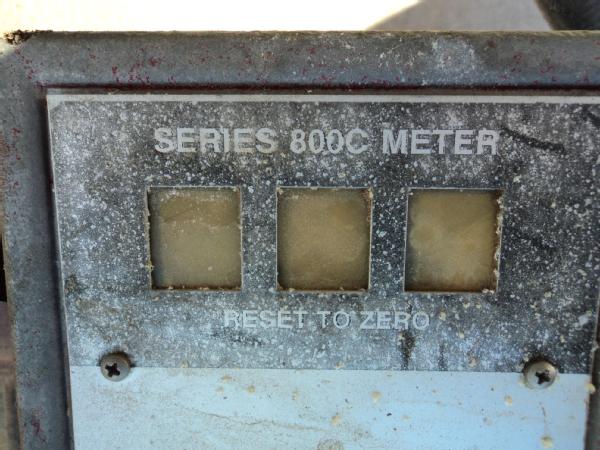 SERIES 800C METER
RESET TO ZERO